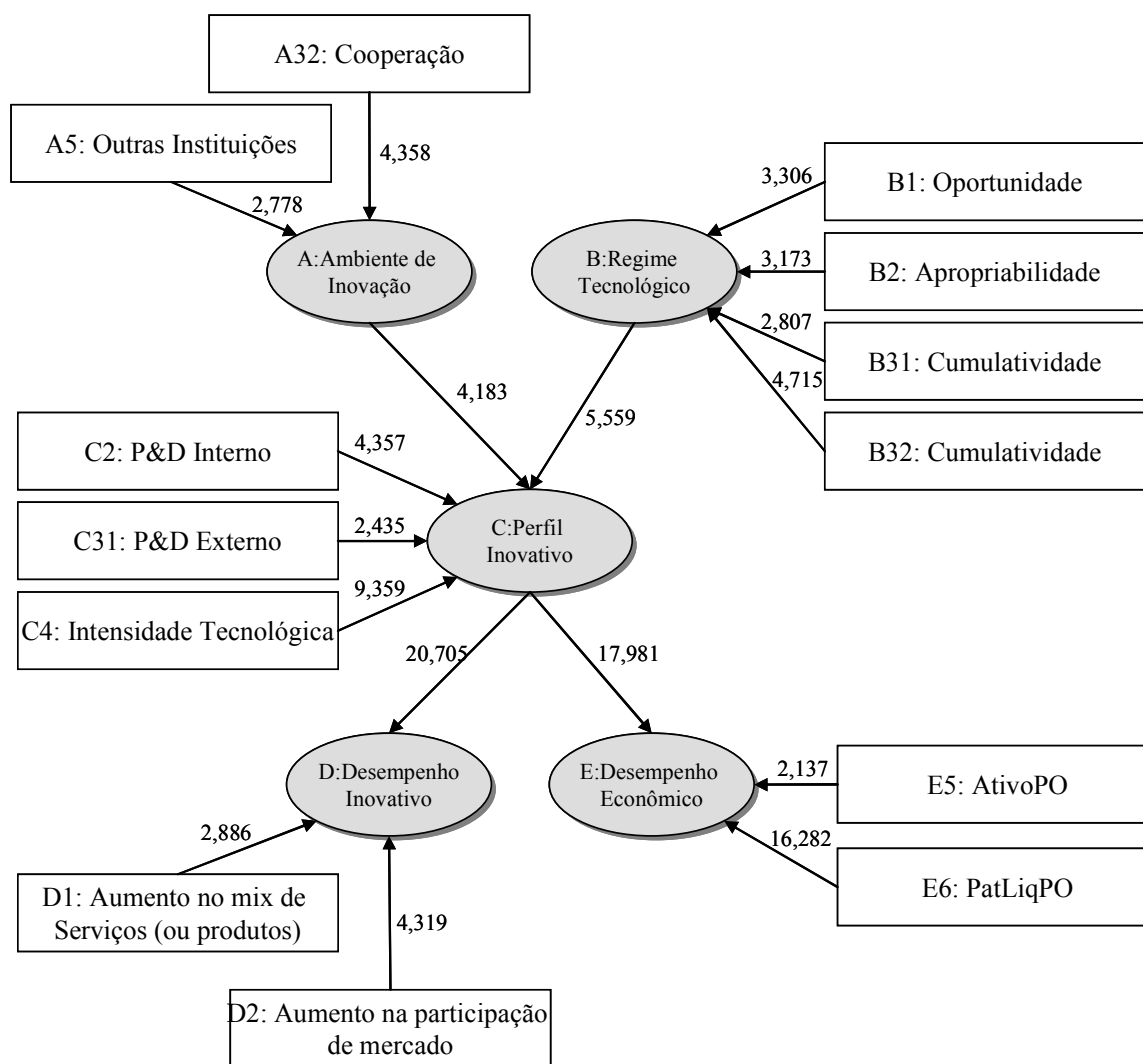 A32: Cooperação
A5: Outras Instituições
4,358
2,778
3,306
B1: Oportunidade
A:Ambiente de
Inovação
B:Regime
Tecnológico
3,173
B2: Apropriabilidade
2,807
B31: Cumulatividade
4,715
B32: Cumulatividade
4,183
5,559
C2: P&D Interno
4,357
C31: P&D Externo
2,435
C:Perfil
Inovativo
9,359
C4: Intensidade Tecnológica
20,705
17,981
D:Desempenho
Inovativo
E:Desempenho
Econômico
2,137
E5: AtivoPO
16,282
E6: PatLiqPO
2,886
D1: Aumento no mix de
Serviços (ou produtos)
4,319
D2: Aumento na participação
de mercado